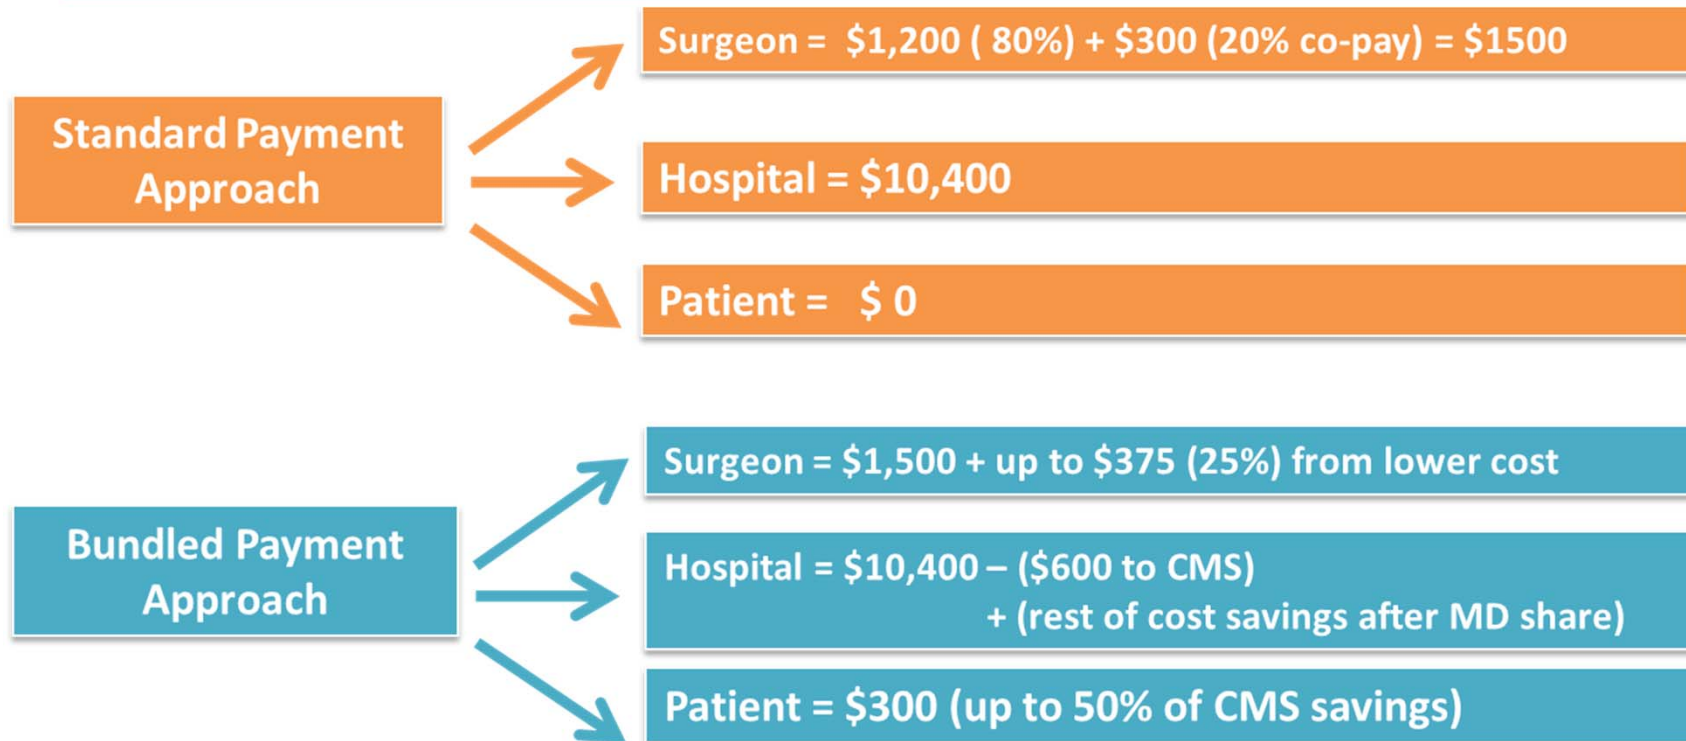 Standard Payment
Approach
Surgeon = $1,200 ( 80%) + $300 (20% co-pay) = $1500
Hospital = $10,400
Patient = $ 0
Bundled Payment
Approach
Surgeon = $1,500 + up to $375 (25%) from lower cost
Hospital = $10,400 – ($600 to CMS)
+ (rest of cost savings after MD share)
Patient = $300 (up to 50% of CMS savings)